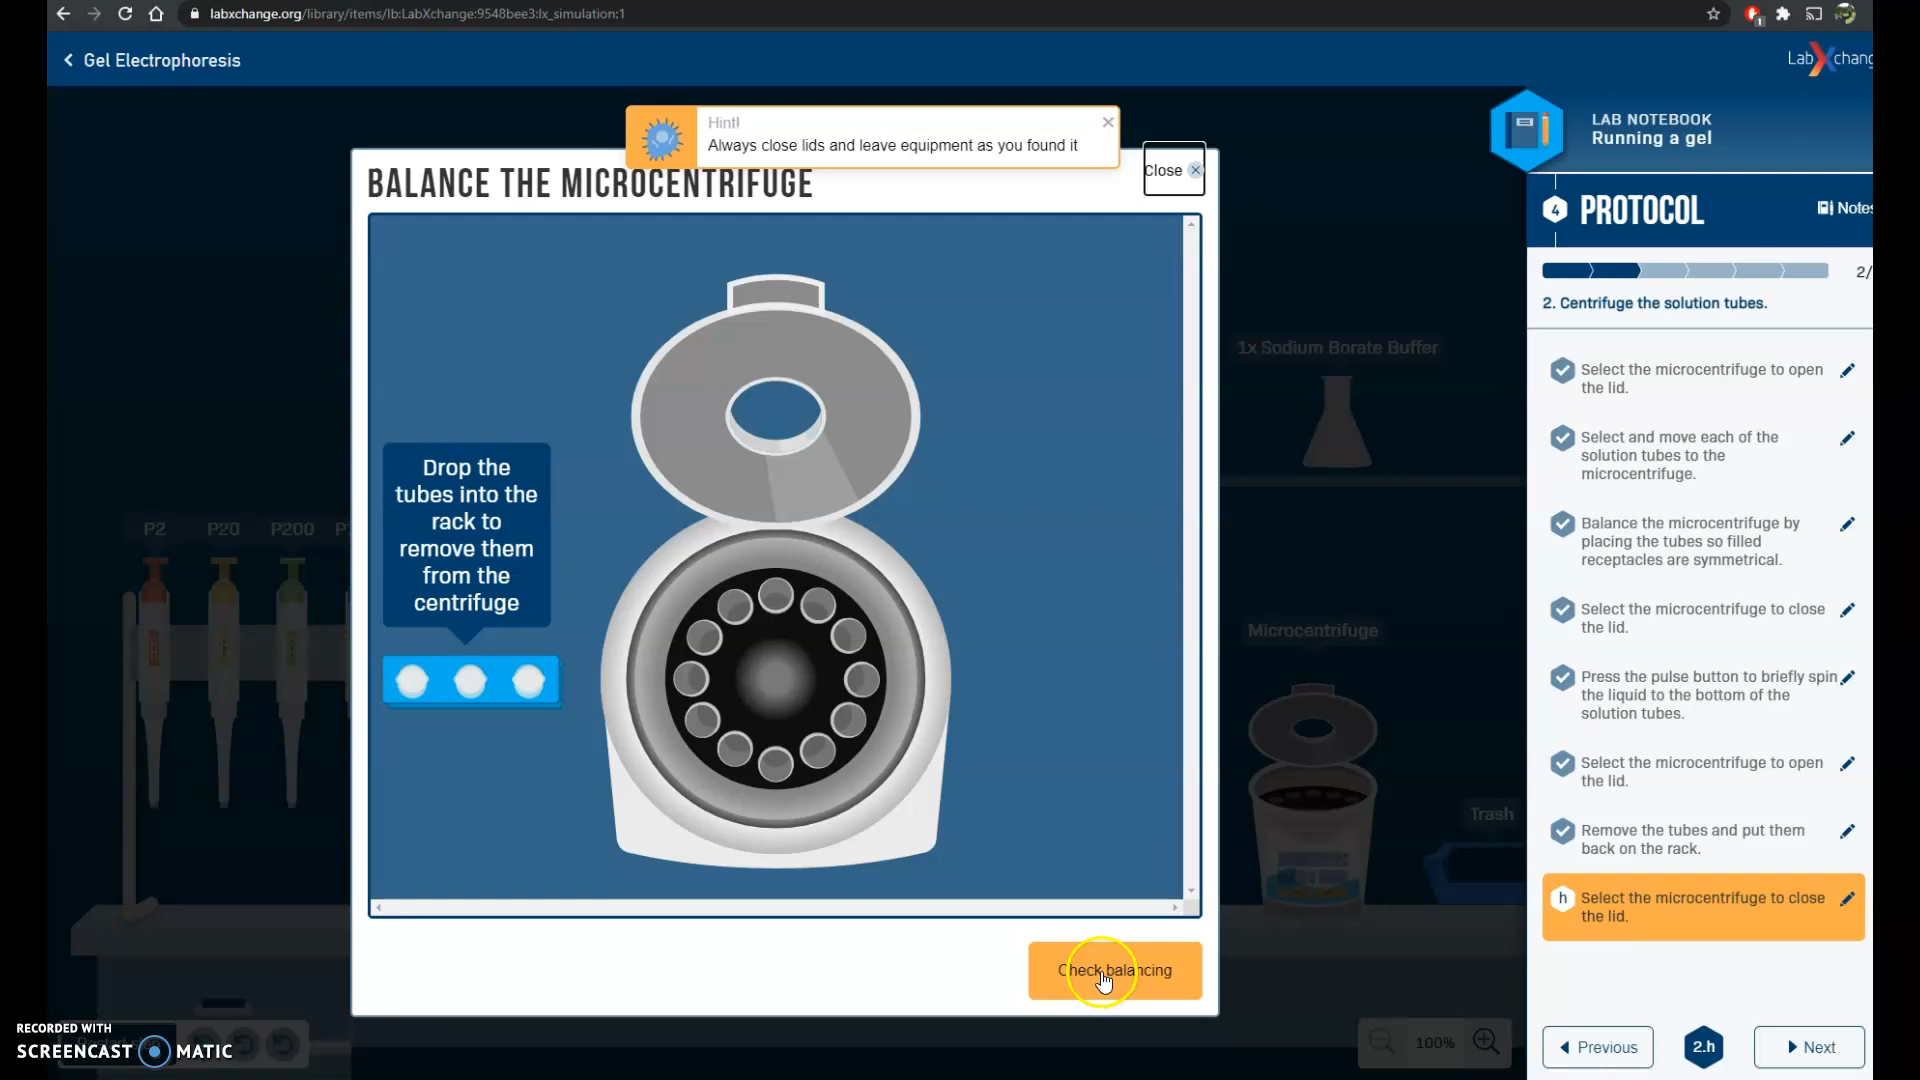 labxchange.org/library/items/lb:LabXchange:9548bee3:lx_simulation:1
1
Gel Electrophoresis
LabXchang
Hint!
Always close lids and leave equipment as you found it
Close
BALANCE THE MICROCENTRIFUGE
LAB NOTEBOOK
Running a gel
4
PROTOCOL
Notes
2/
2. Centrifuge the solution tubes.
1x Sodium Borate Buffer
Select the microcentrifuge to open
the lid.
Select and move each of the
solution tubes to the
microcentrifuge.
Drop the
tubes into the
rack to
remove them
from the
centrifuge
P2
P20
P200
P
Balance the microcentrifuge by
placing the tubes so filled
receptacles are symmetrical.
Microcentrifuge
Select the microcentrifuge to close
the lid.
Press the pulse button to briefly spin
the liquid to the bottom of the
solution tubes.
Select the microcentrifuge to open
the lid.
Trash
Remove the tubes and put them
back on the rack.
h
Select the microcentrifuge to close
the lid.
Check balancing
RECORDED WITH
SCREENCAST MATIC
100%
Previous
2.h
Next